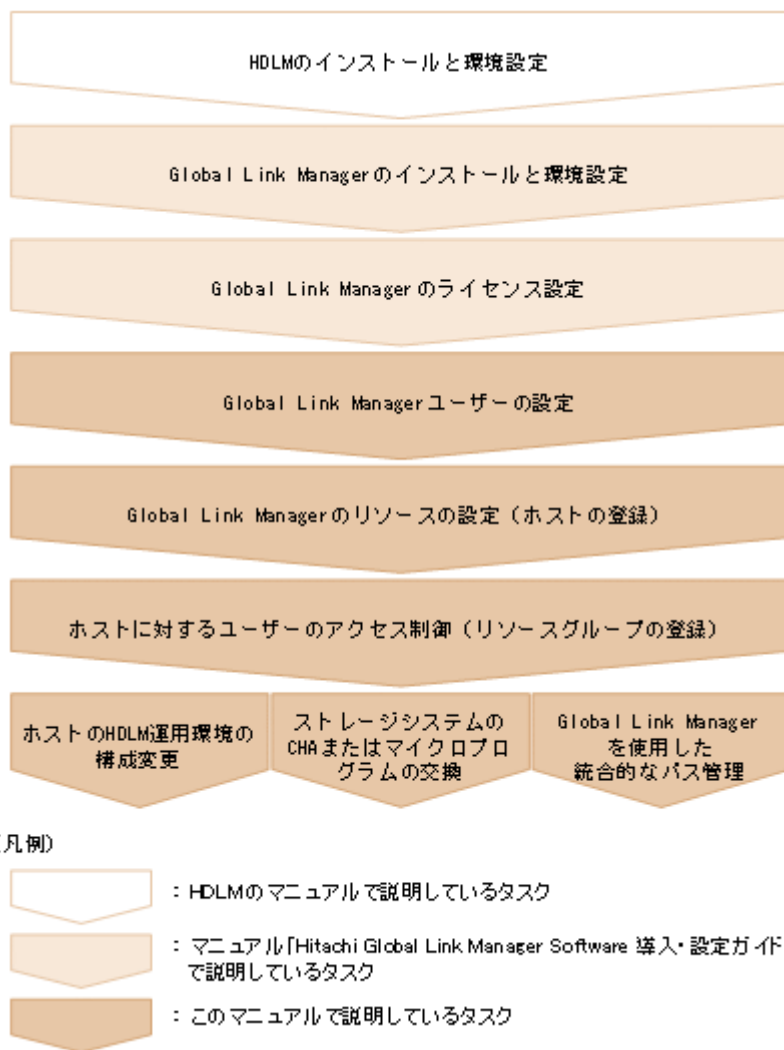 HDLMのインストールと環境設定
Global Link Managerのインストールと環境設定
Global Link Managerのライセンス設定
Global Link Managerユーザーの設定
Global Link Managerのリソースの設定（ホストの登録）
ホストに対するユーザーのアクセス制御（リソースグループの登録）
ホストのHDLM運用環境の
構成変更
ストレージシステムの
CHAまたはマイクロプロ
グラムの交換
Global Link Manager
を使用した
統合的なパス管理
（凡例）
：HDLMのマニュアルで説明しているタスク
：マニュアル「Hitachi Global Link Manager Software 導入・設定ガイド
で説明しているタスク
：このマニュアルで説明しているタスク